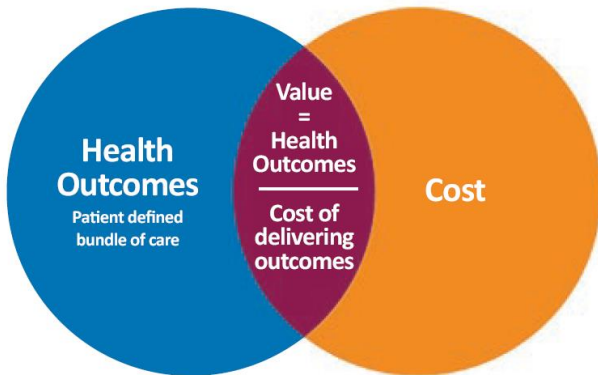 Health
Outcomes
Patient defined
bundle of care
Value
=
Health
Outcomes
Cost of
delivering
outcomes
Cost